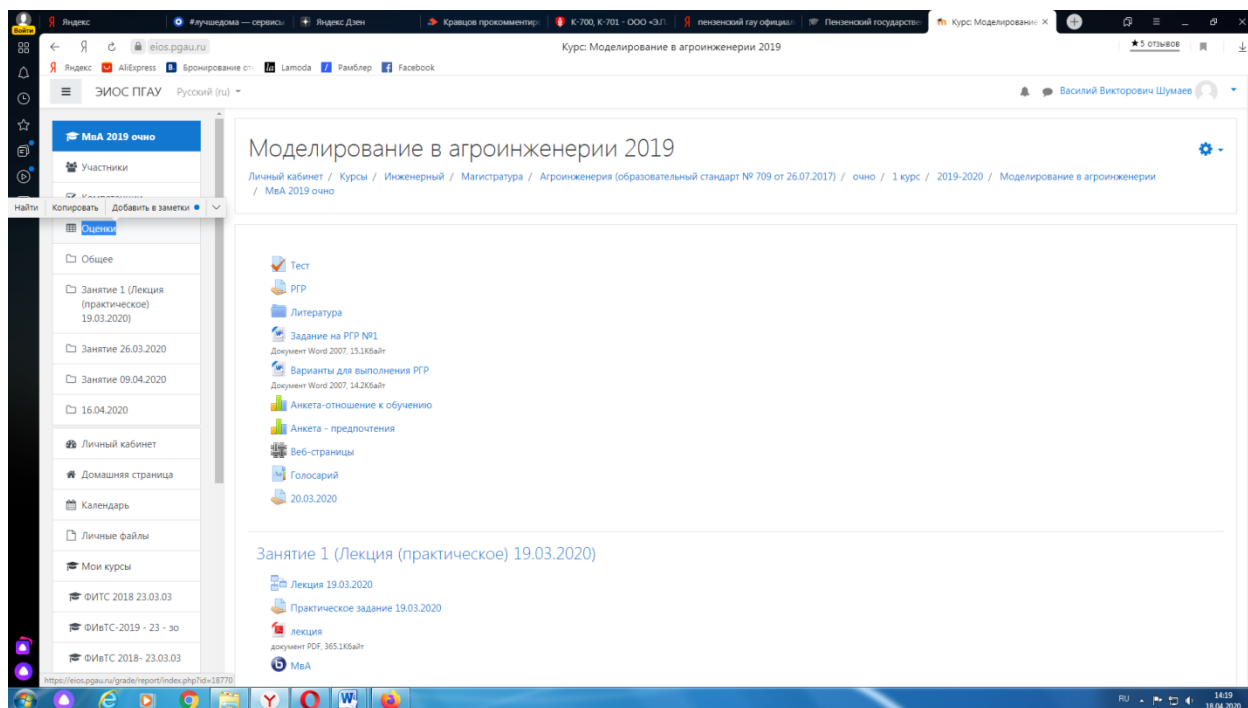 Войти
Яндекс
#лучшедома — сервисы
Яндекс Дзен
Кравцов прокомментир
К-700, К-701 - ООО «З.Г.
пензенский гау официал
Пензенский государстве
Курс: Моделирование
eios.pgau.ru
Курс: Моделирование в агроинженерии 2019
★5 отзывов
Яндекс
AliExpress
Бронирование от
Lamoda
Рамблер
Facebook
ЭИОС ПГАУ
Русский (ru)
Василий Викторович Шумаев
МвА 2019 очно
Участники
Найти
Копировать
Добавить в заметки
Оценки
Общее
Занятие 1 (Лекция
(практическое)
19.03.2020)
Занятие 26.03.2020
Занятие 09.04.2020
16.04.2020
Личный кабинет
Домашняя страница
Календарь
Личные файлы
Мои курсы
ФИТС 2018 23.03.03
ФИвТС-2019 - 23 - зо
ФИвТС 2018- 23.03.03
https://eios.pgau.ru/grade/report/index.php?id=18770
Моделирование в агроинженерии 2019
Личный кабинет / Курсы / Инженерный / Магистратура / Агроинженерия (образовательный стандарт № 709 от 26.07.2017) / очно / 1 курс / 2019-2020 / Моделирование в агроинженерии
/ МвА 2019 очно
Тест
РГР
Литература
Задание на РГР №1
Документ Word 2007, 15.1Кбайт
Варианты для выполнения РГР
Документ Word 2007, 14.2Кбайт
Анкета-отношение к обучению
Анкета - предпочтения
Веб-страницы
Голосарий
20.03.2020
Занятие 1 (Лекция (практическое) 19.03.2020)
Лекция 19.03.2020
Практическое задание 19.03.2020
лекция
документ PDF, 365.1Кбайт
МвА
RU
14:19
18.04.2020